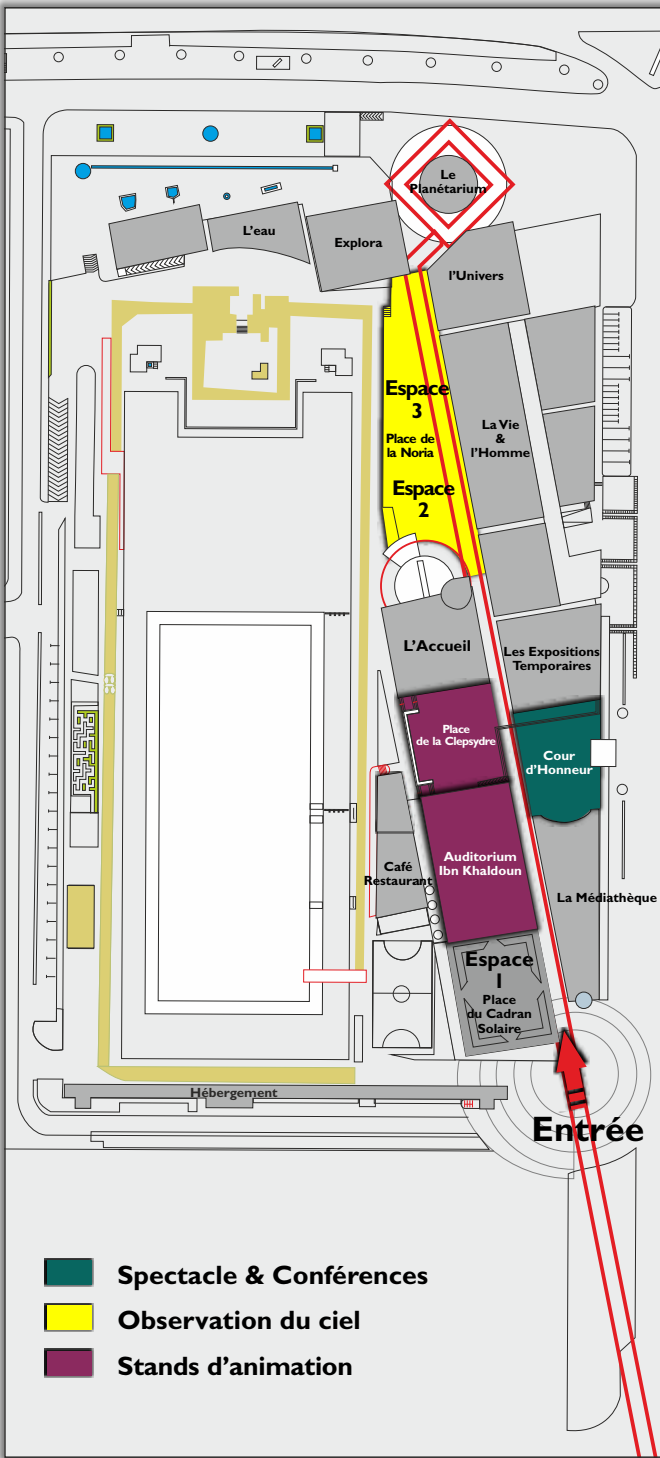 Le
Planétarium
L'eau
Explora
l'Univers
Espace
3
Place de
la Noria
Espace
2
La Vie
&
l'Homme
L'Accueil
Les Expositions
Temporaires
Place
de la Clepsydre
Cour
d'Honneur
Café
Restaurant
Auditorium
Ibn Khaldoun
La Médiathèque
Espace
1
Place
du Cadran
Solaire
Hébergement
Entrée
Spectacle & Conférences
Observation du ciel
Stands d'animation